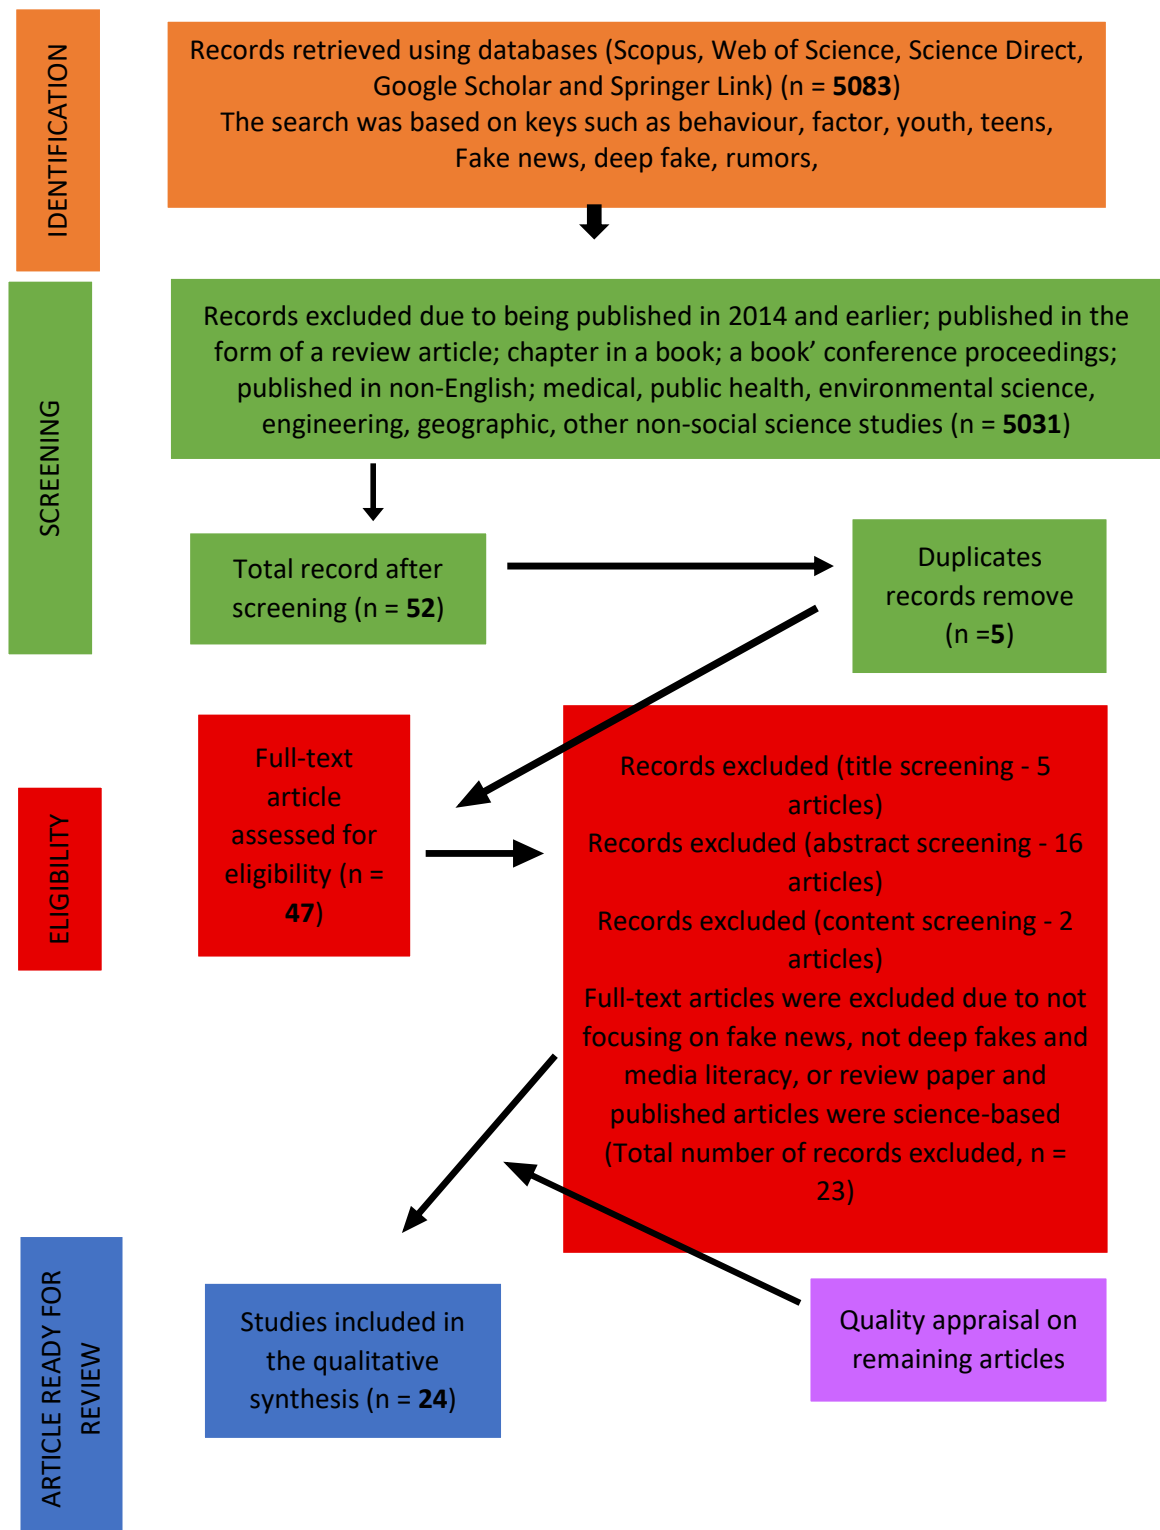 IDENTIFICATION
Records retrieved using databases (Scopus, Web of Science, Science Direct,
Google Scholar and Springer Link) (n = 5083)
The search was based on keys such as behaviour, factor, youth, teens,
Fake news, deep fake, rumors,
SCREENING
Records excluded due to being published in 2014 and earlier; published in the
form of a review article; chapter in a book; a book’ conference proceedings;
published in non-English; medical, public health, environmental science,
engineering, geographic, other non-social science studies (n = 5031)
Total record after
screening (n = 52)
Duplicates
records remove
(n =5)
ELIGIBILITY
Full-text
article
assessed for
eligibility (n =
47)
Records excluded (title screening - 5
articles)
Records excluded (abstract screening - 16
articles)
Records excluded (content screening - 2
articles)
Full-text articles were excluded due to not
focusing on fake news, not deep fakes and
media literacy, or review paper and
published articles were science-based
(Total number of records excluded, n =
23)
ARTICLE READY FOR
REVIEW
Studies included in
the qualitative
synthesis (n = 24)
Quality appraisal on
remaining articles